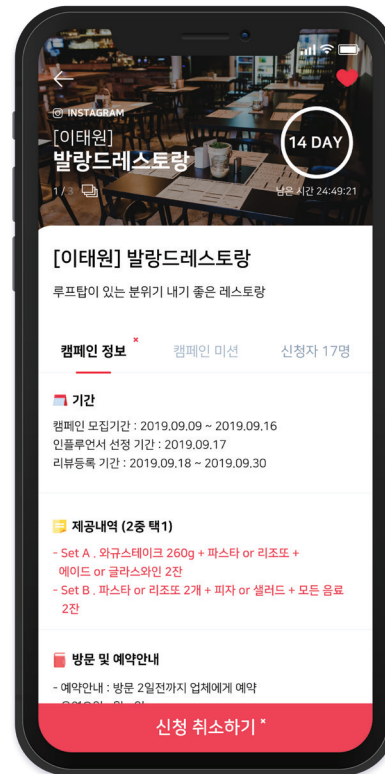 INSTAGRAM
[이태원]
발랑드레스토랑
1 / 3
14 DAY
남은 시간 24:49:21
[이태원] 발랑드레스토랑
루프탑이 있는 분위기 내기 좋은 레스토랑
캠페인 정보 *
캠페인 미션
신청자 17명
기간
캠페인 모집기간 : 2019.09.09 ~ 2019.09.16
인플루언서 선정 기간 : 2019.09.17
리뷰등록 기간 : 2019.09.18 ~ 2019.09.30
제공내역 (2중 택1)
- Set A . 와규스테이크 260g + 파스타 or 리조또 +
에이드 or 글라스와인 2잔
- Set B . 파스타 or 리조또 2개 + 피자 or 샐러드 + 모든 음료
2잔
방문 및 예약안내
- 예약안내 : 방문 2일전까지 업체에게 예약
신청 취소하기 *